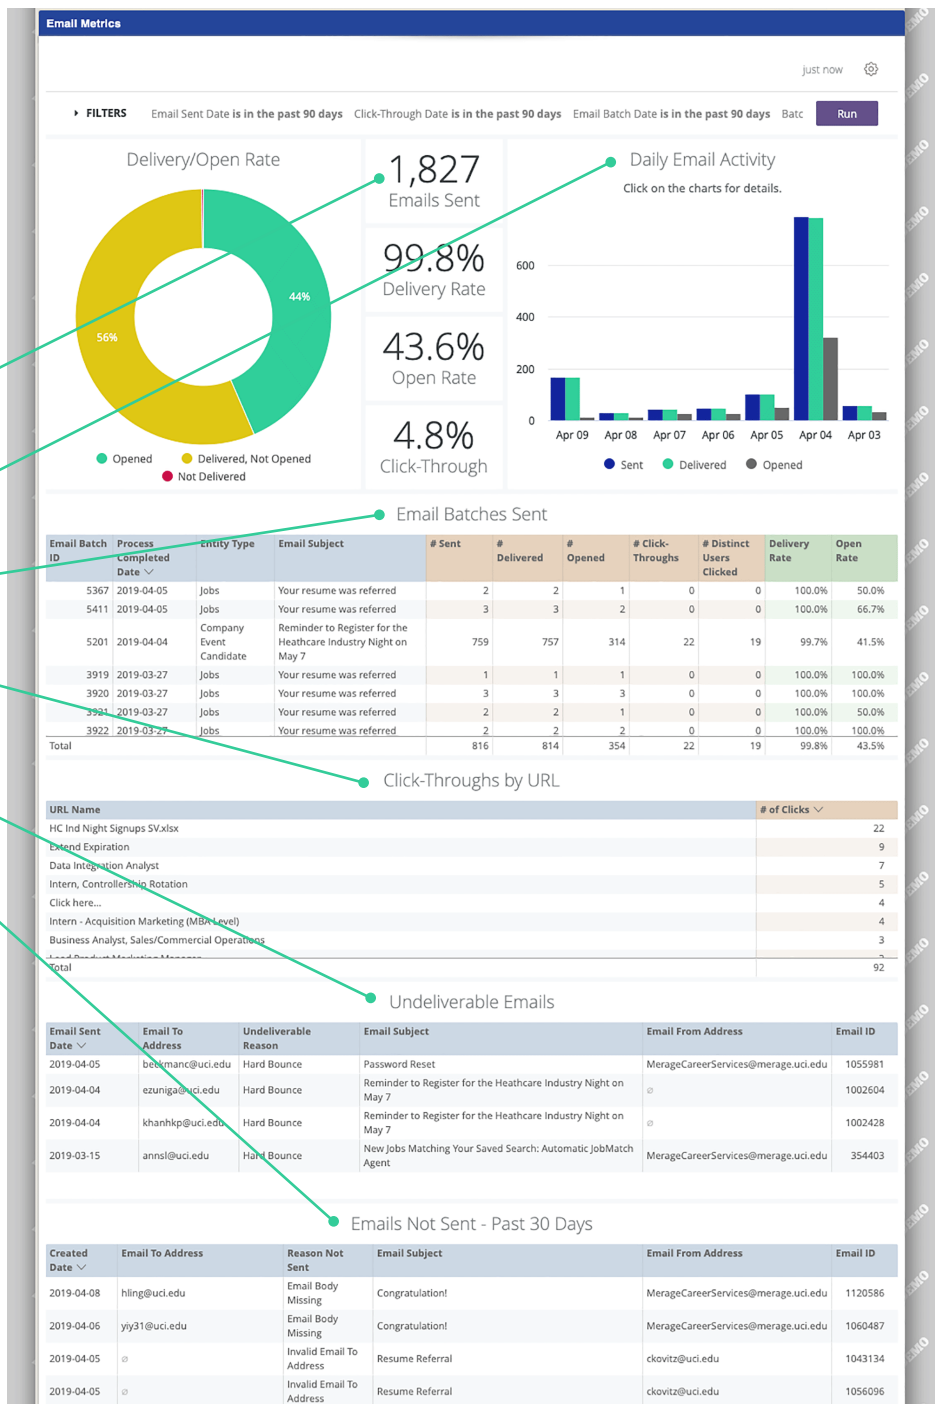 Email Metrics
just now
FILTERS Email Sent Date is in the past 90 days Click-Through Date is in the past 90 days Email Batch Date is in the past 90 days Batc Run
Delivery/Open Rate
44%
56%
Opened Delivered, Not Opened
Not Delivered
1,827
Emails Sent
99.8%
Delivery Rate
43.6%
Open Rate
4.8%
Click-Through
Daily Email Activity
Click on the charts for details.
600
400
200
0
Apr 09 Apr 08 Apr 07 Apr 06 Apr 05 Apr 04 Apr 03
Sent Delivered Opened
Email Batches Sent
Email Batch ID Process Completed Date Entity Type Email Subject # Sent # Delivered # Opened # Click-Throughs # Distinct Users Clicked Delivery Rate Open Rate
5367 2019-04-05 Jobs Your resume was referred 2 2 1 0 0 100.0% 50.0%
5411 2019-04-05 Jobs Your resume was referred 3 3 2 0 0 100.0% 66.7%
5201 2019-04-04 Company Event Candidate Reminder to Register for the Heathcare Industry Night on May 7 759 757 314 22 19 99.7% 41.5%
3919 2019-03-27 Jobs Your resume was referred 1 1 1 0 0 100.0% 100.0%
3920 2019-03-27 Jobs Your resume was referred 3 3 3 0 0 100.0% 100.0%
3921 2019-03-27 Jobs Your resume was referred 2 2 1 0 0 100.0% 50.0%
3922 2019-03-27 Jobs Your resume was referred 2 2 2 0 0 100.0% 100.0%
Total 816 814 354 22 19 99.8% 43.5%
Click-Throughs by URL
URL Name # of Clicks
HC Ind Night Signups SV.xlsx 22
Extend Expiration 9
Data Integration Analyst 7
Intern, Controllership Rotation 5
Click here... 4
Intern - Acquisition Marketing (MBA Level) 4
Business Analyst, Sales/Commercial Operations 3
Lead Product Marketing Manager
Total 92
Undeliverable Emails
Email Sent Date Email To Address Undeliverable Reason Email Subject Email From Address Email ID
2019-04-05 beckmanc@uci.edu Hard Bounce Password Reset MerageCareerServices@merage.uci.edu 1055981
2019-04-04 ezuniga@uci.edu Hard Bounce Reminder to Register for the Heathcare Industry Night on May 7 ∅ 1002604
2019-04-04 khanhkp@uci.edu Hard Bounce Reminder to Register for the Heathcare Industry Night on May 7 ∅ 1002428
2019-03-15 annsl@uci.edu Hard Bounce New Jobs Matching Your Saved Search: Automatic JobMatch Agent MerageCareerServices@merage.uci.edu 354403
Emails Not Sent - Past 30 Days
Created Date Email To Address Reason Not Sent Email Subject Email From Address Email ID
2019-04-08 hling@uci.edu Email Body Missing Congratulation! MerageCareerServices@merage.uci.edu 1120586
2019-04-06 yiy31@uci.edu Email Body Missing Congratulation! MerageCareerServices@merage.uci.edu 1060487
2019-04-05 ∅ Invalid Email To Address Resume Referral ckovitz@uci.edu 1043134
2019-04-05 ∅ Invalid Email To Address Resume Referral ckovitz@uci.edu 1056096